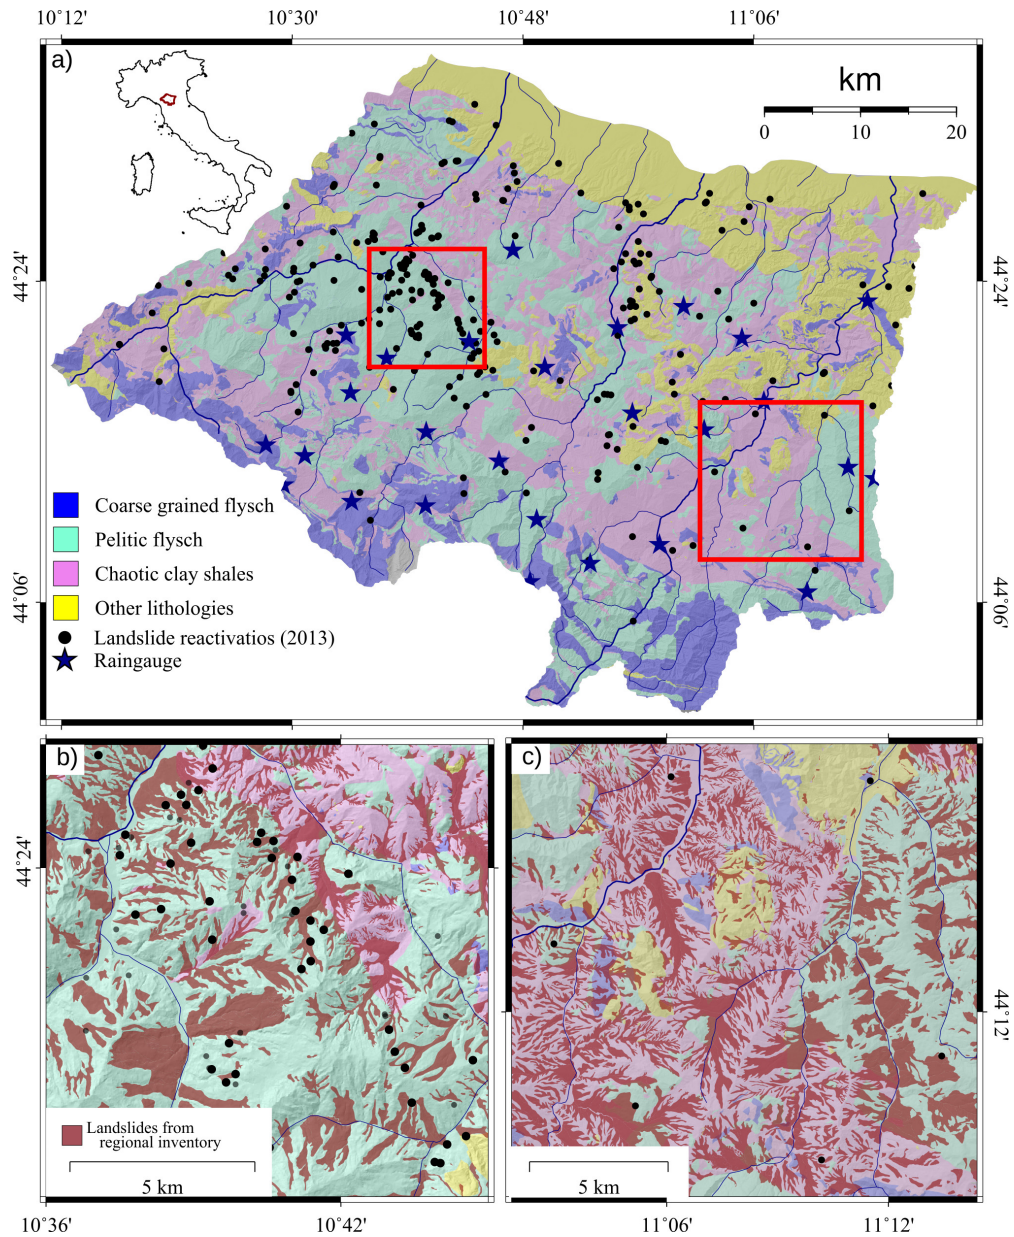 10°12' 10°30' 10°48' 11°06'
a)
km
0 10 20
44°24' 44°24'
Coarse grained flysch
Pelitic flysch
Chaotic clay shales
Other lithologies
Landslide reactivatios (2013)
Raingauge
44°06' 44°06'
b) c)
44°24'
44°12'
Landslides from
regional inventory
5 km 5 km
10°36' 10°42' 11°06' 11°12'